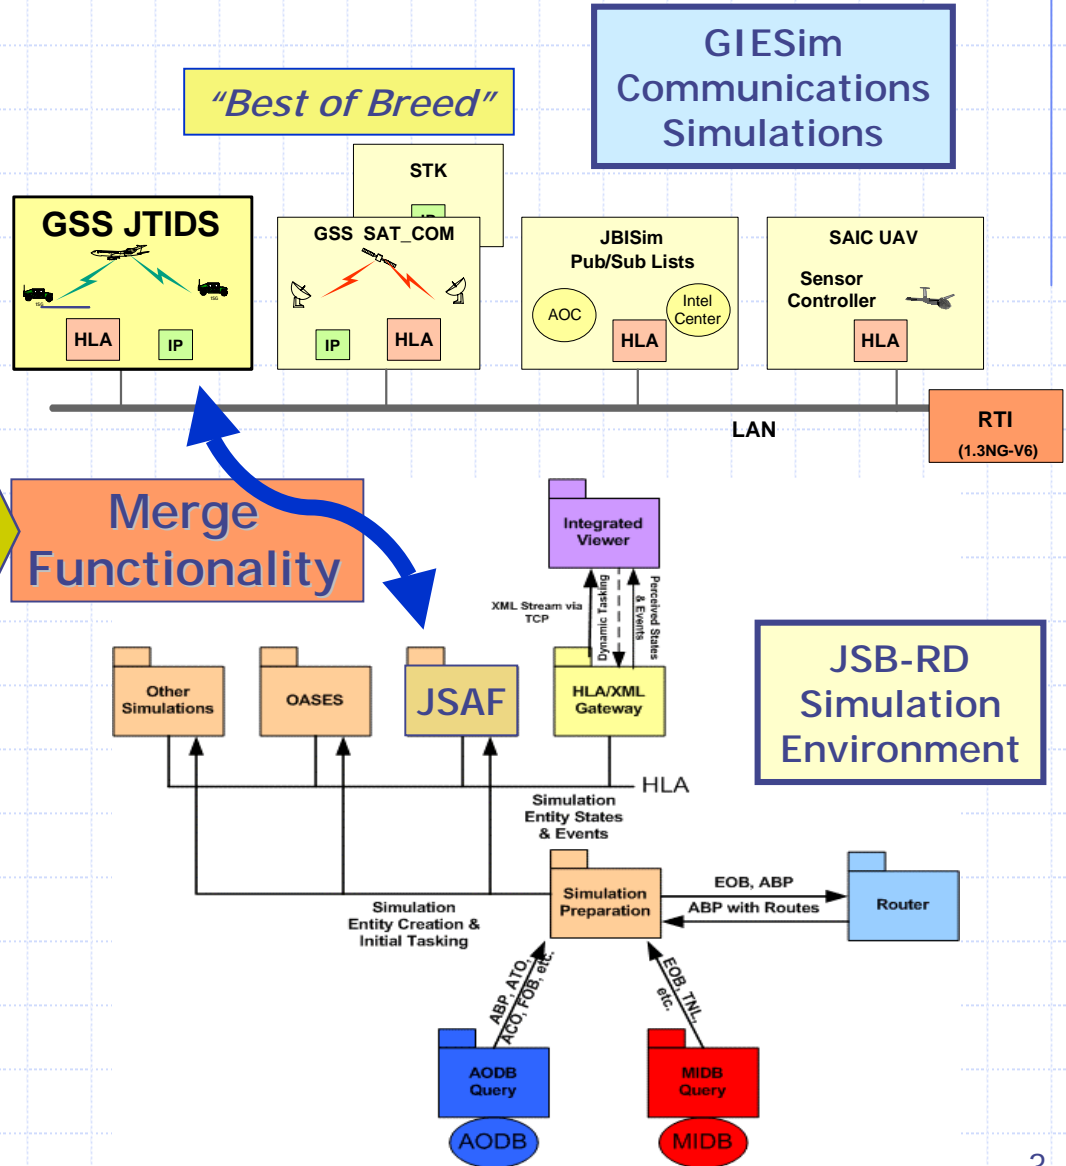 GIESim
Communications
Simulations
"Best of Breed"
STK
IP
GSS JTIDS
HLA
IP
GSS SAT_COM
IP
HLA
JBISim
Pub/Sub Lists
AOC
Intel
Center
HLA
SAIC UAV
Sensor
Controller
HLA
LAN
RTI
(1.3NG-V6)
Merge
Functionality
Integrated
Viewer
XML Stream via
TCP
Dynamic Tasking
Perceived States
& Events
Other
Simulations
OASES
JSAF
HLA/XML
Gateway
JSB-RD
Simulation
Environment
HLA
Simulation
Entity States
& Events
Simulation
Preparation
EOB, ABP
ABP with Routes
Router
Simulation
Entity Creation &
Initial Tasking
ABP, ATO,
ACO, FOB, etc.
EOB, TNL,
etc.
AODB
Query
MIDB
Query
AODB
MIDB
2